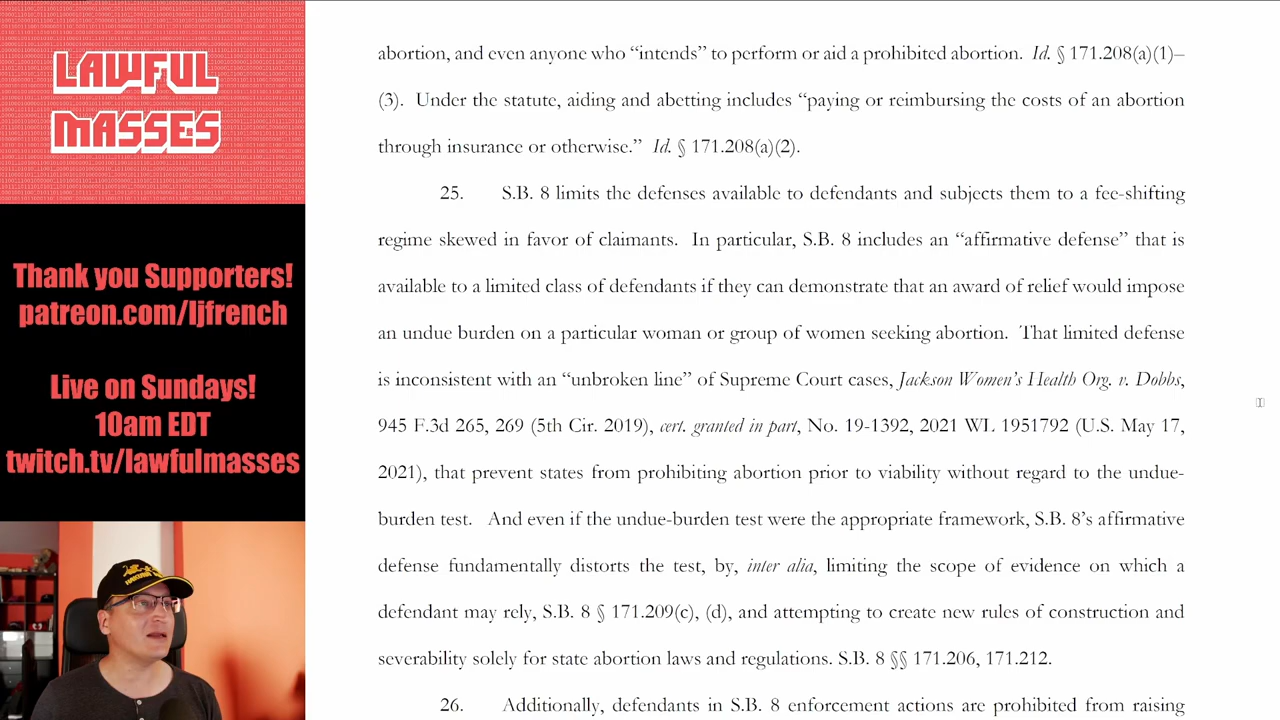 LAWFUL
MASSES
Thank you Supporters!
patreon.com/ljfrench
Live on Sundays!
10am EDT
twitch.tv/lawfulmasses
abortion, and even anyone who “intends” to perform or aid a prohibited abortion. Id. § 171.208(a)(1)–
(3). Under the statute, aiding and abetting includes “paying or reimbursing the costs of an abortion
through insurance or otherwise.” Id. § 171.208(a)(2).
25. S.B. 8 limits the defenses available to defendants and subjects them to a fee-shifting
regime skewed in favor of claimants. In particular, S.B. 8 includes an “affirmative defense” that is
available to a limited class of defendants if they can demonstrate that an award of relief would impose
an undue burden on a particular woman or group of women seeking abortion. That limited defense
is inconsistent with an “unbroken line” of Supreme Court cases, Jackson Women’s Health Org. v. Dobbs,
945 F.3d 265, 269 (5th Cir. 2019), cert. granted in part, No. 19-1392, 2021 WL 1951792 (U.S. May 17,
2021), that prevent states from prohibiting abortion prior to viability without regard to the undue-
burden test. And even if the undue-burden test were the appropriate framework, S.B. 8’s affirmative
defense fundamentally distorts the test, by, inter alia, limiting the scope of evidence on which a
defendant may rely, S.B. 8 § 171.209(c), (d), and attempting to create new rules of construction and
severability solely for state abortion laws and regulations. S.B. 8 §§ 171.206, 171.212.
26. Additionally, defendants in S.B. 8 enforcement actions are prohibited from raising